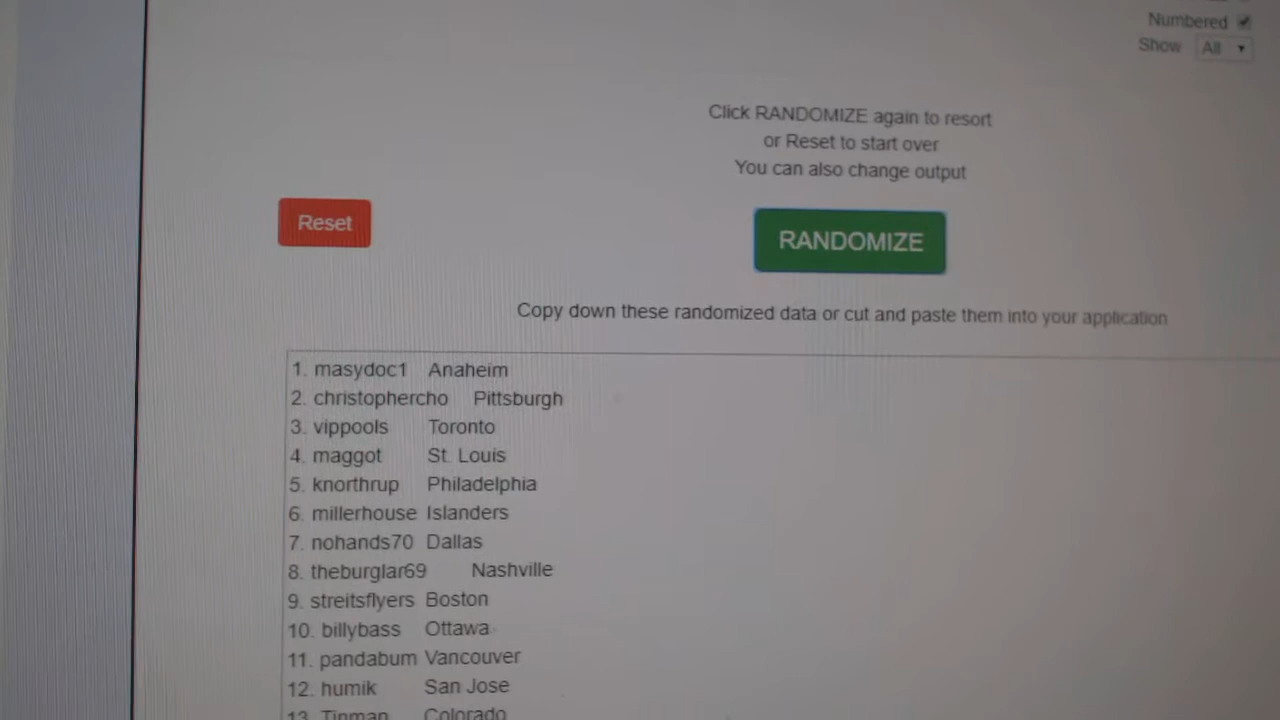 Numbered
Show All
Click RANDOMIZE again to resort
or Reset to start over
You can also change output
Reset
RANDOMIZE
Copy down these randomized data or cut and paste them into your application
1. masydoc1 Anaheim
2. christophercho Pittsburgh
3. vippools Toronto
4. maggot St. Louis
5. knorthrup Philadelphia
6. millerhouse Islanders
7. nohands70 Dallas
8. theburglar69 Nashville
9. streitsflyers Boston
10. billybass Ottawa
11. pandabum Vancouver
12. humik San Jose
13. Tinman Colorado